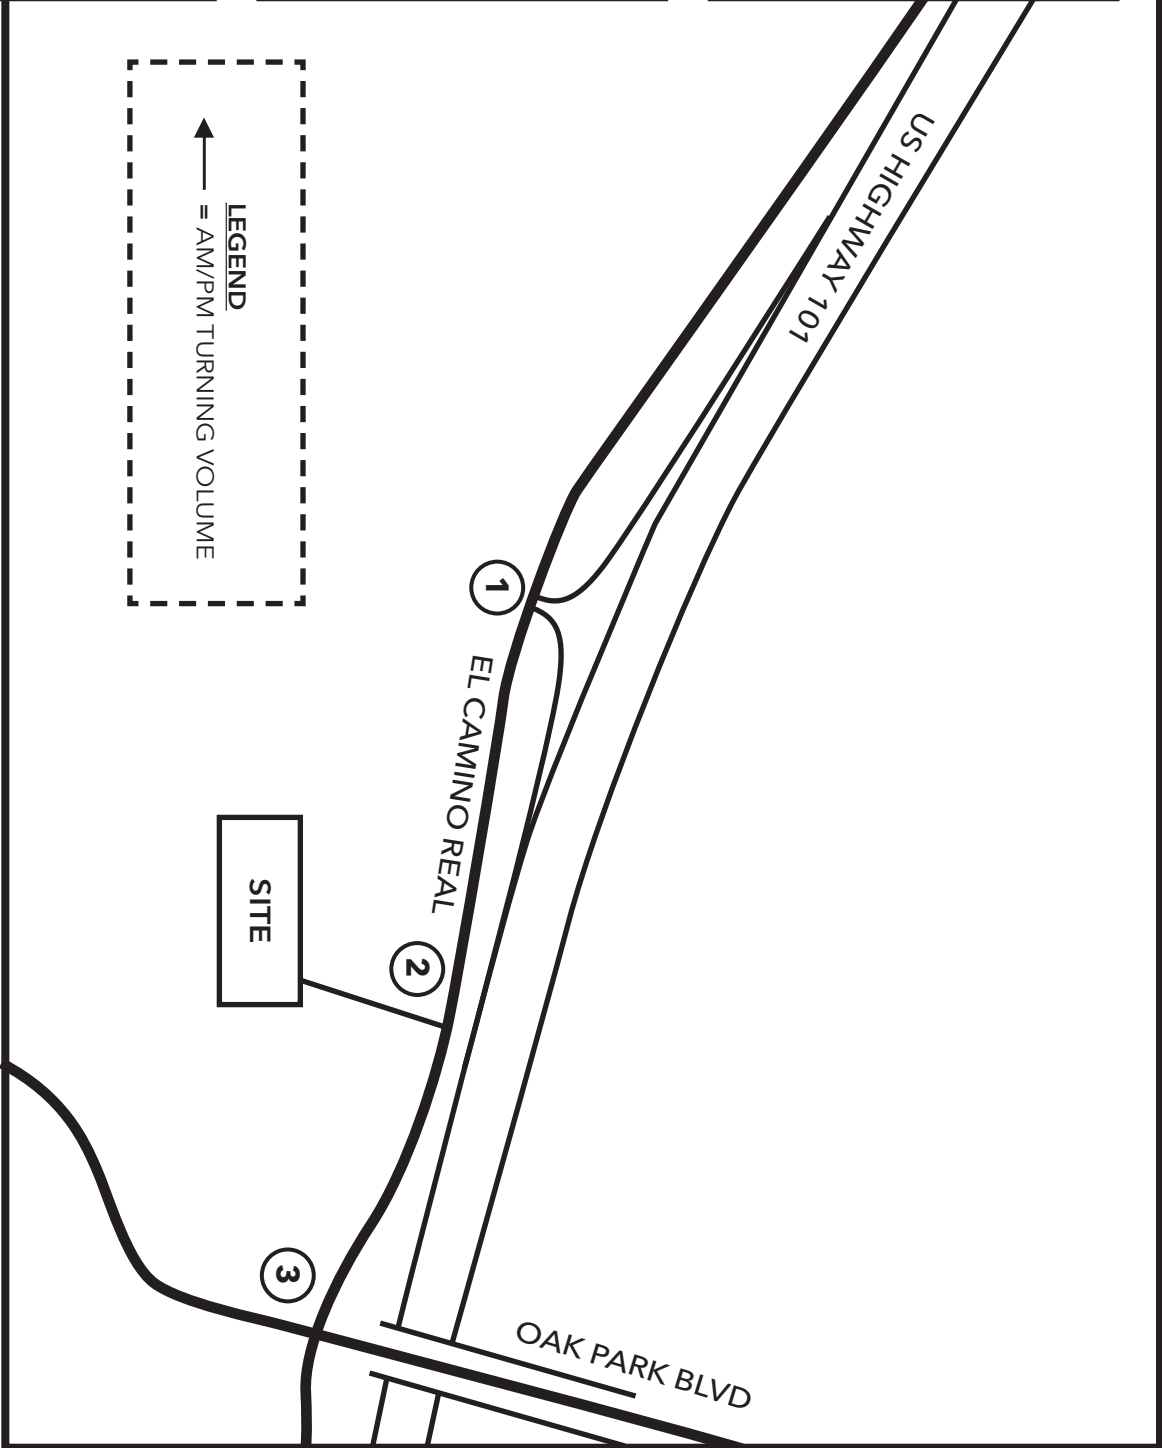 US HIGHWAY 101
LEGEND
= AM/PM TURNING VOLUME
1
EL CAMINO REAL
2
SITE
3
OAK PARK BLVD